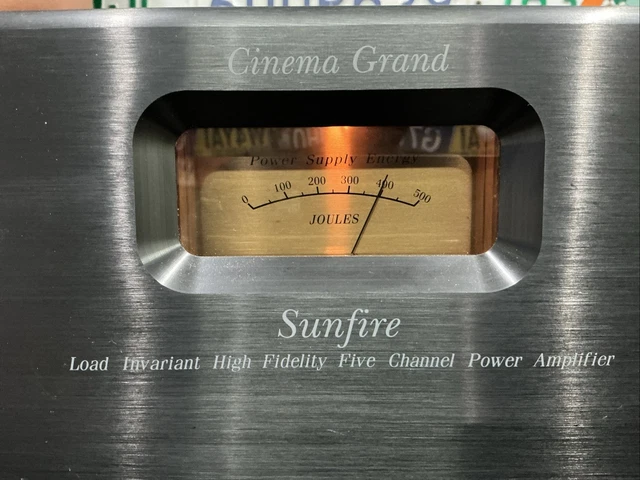 Cinema Grand
Power Supply Energy
0 100 200 300 400 500
JOULES
Sunfire
Load Invariant High Fidelity Five Channel Power Amplifier